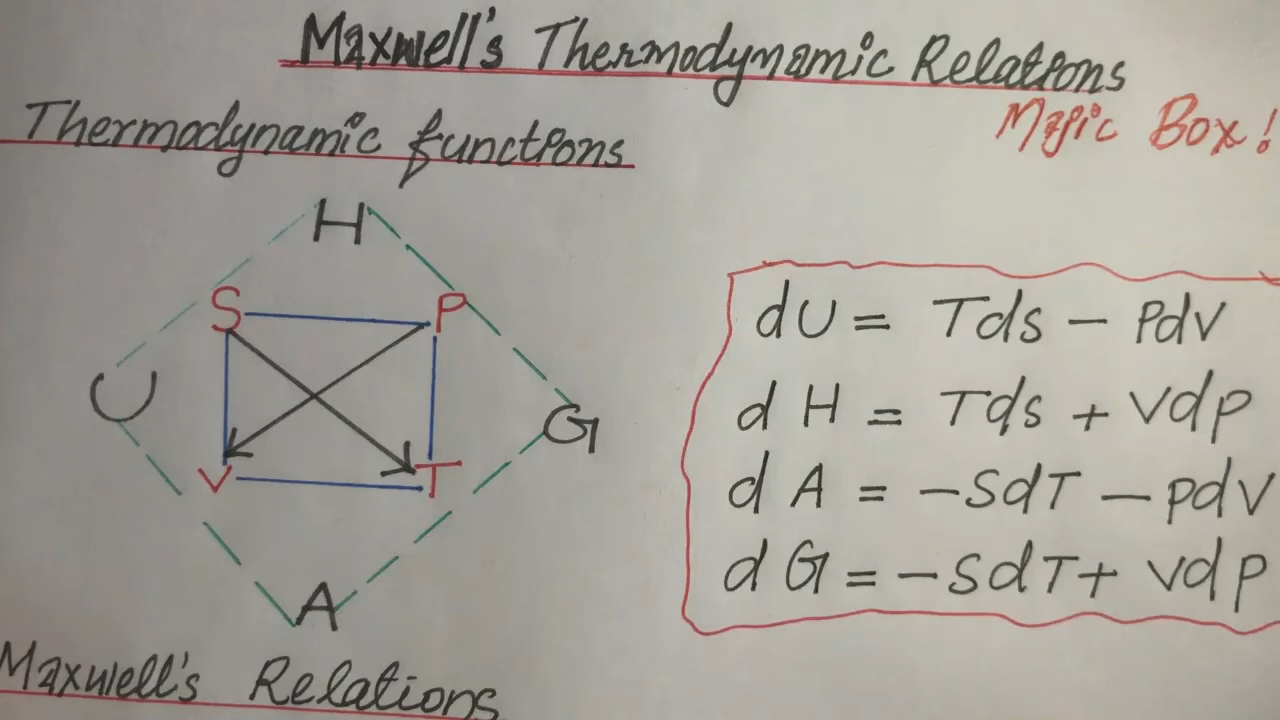 Maxwell's Thermodynamic Relations
Magic Box!
Thermodynamic functions
H
S P
U G
V T
A
dU = Tds - Pdv
dH = Tds + Vdp
dA = -SdT - pdV
dG = -SdT + Vdp
Maxwell's Relations